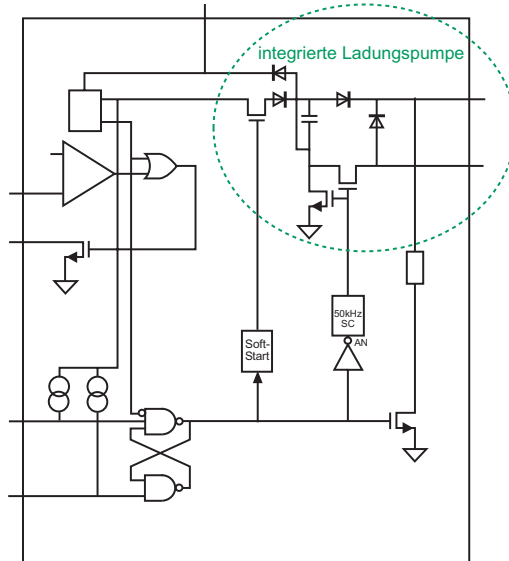 integrierte Ladungspumpe
50kHz
SC
AN
Soft-
Start